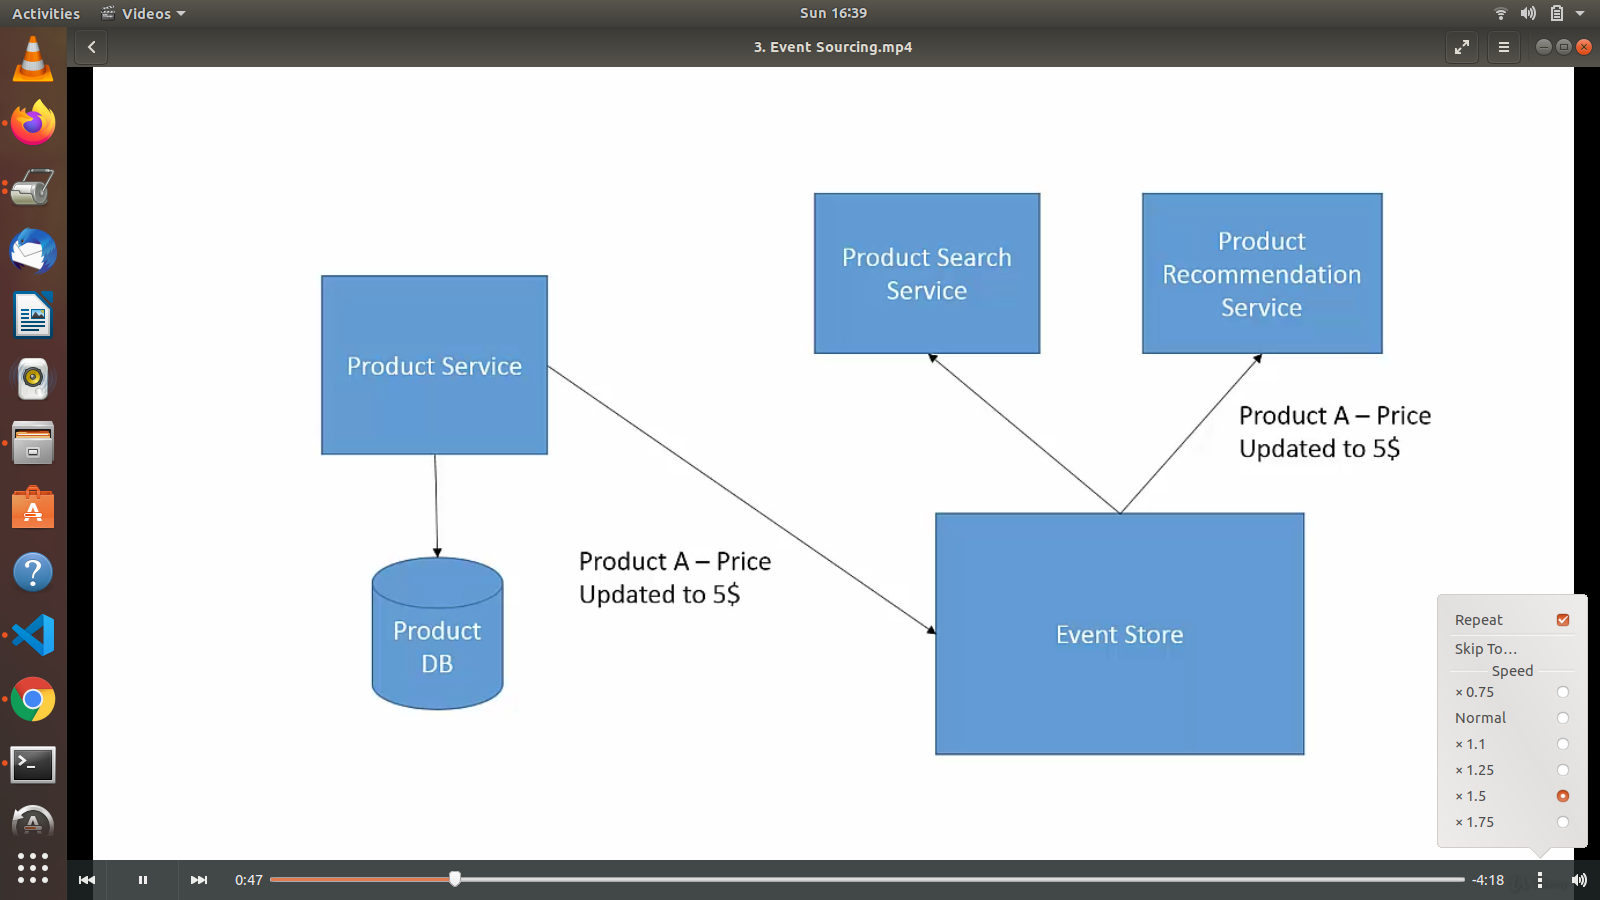 Activities
Videos
Sun 16:39
3. Event Sourcing.mp4
Product Search
Service
Product
Recommendation
Service
Product Service
Product A – Price
Updated to 5$
Product A – Price
Updated to 5$
Product
DB
Event Store
Repeat
Skip To...
Speed
× 0.75
Normal
× 1.1
× 1.25
× 1.5
× 1.75
0:47
-4:18